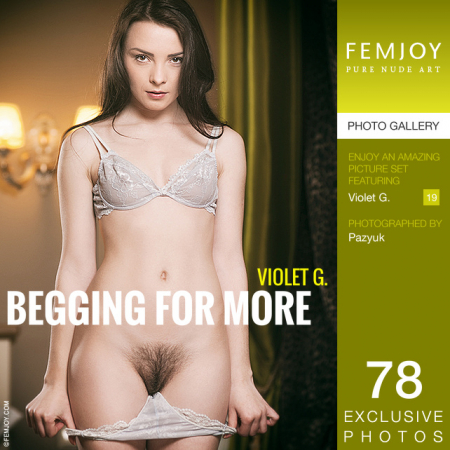 FEMJOY
PURE NUDE ART
PHOTO GALLERY
ENJOY AN AMAZING
PICTURE SET
FEATURING
Violet G. 19
PHOTOGRAPHED BY
Pazyuk
VIOLET G.
BEGGING FOR MORE
78
EXCLUSIVE
PHOTOS
©FEMJOY.COM